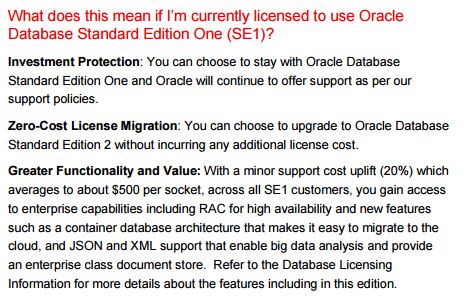 What does this mean if I'm currently licensed to use Oracle
Database Standard Edition One (SE1)?
Investment Protection: You can choose to stay with Oracle Database
Standard Edition One and Oracle will continue to offer support as per our
support policies.
Zero-Cost License Migration: You can choose to upgrade to Oracle Database
Standard Edition 2 without incurring any additional license cost.
Greater Functionality and Value: With a minor support cost uplift (20%) which
averages to about $500 per socket, across all SE1 customers, you gain access
to enterprise capabilities including RAC for high availability and new features
such as a container database architecture that makes it easy to migrate to the
cloud, and JSON and XML support that enable big data analysis and provide
an enterprise class document store.  Refer to the Database Licensing
Information for more details about the features including in this edition.